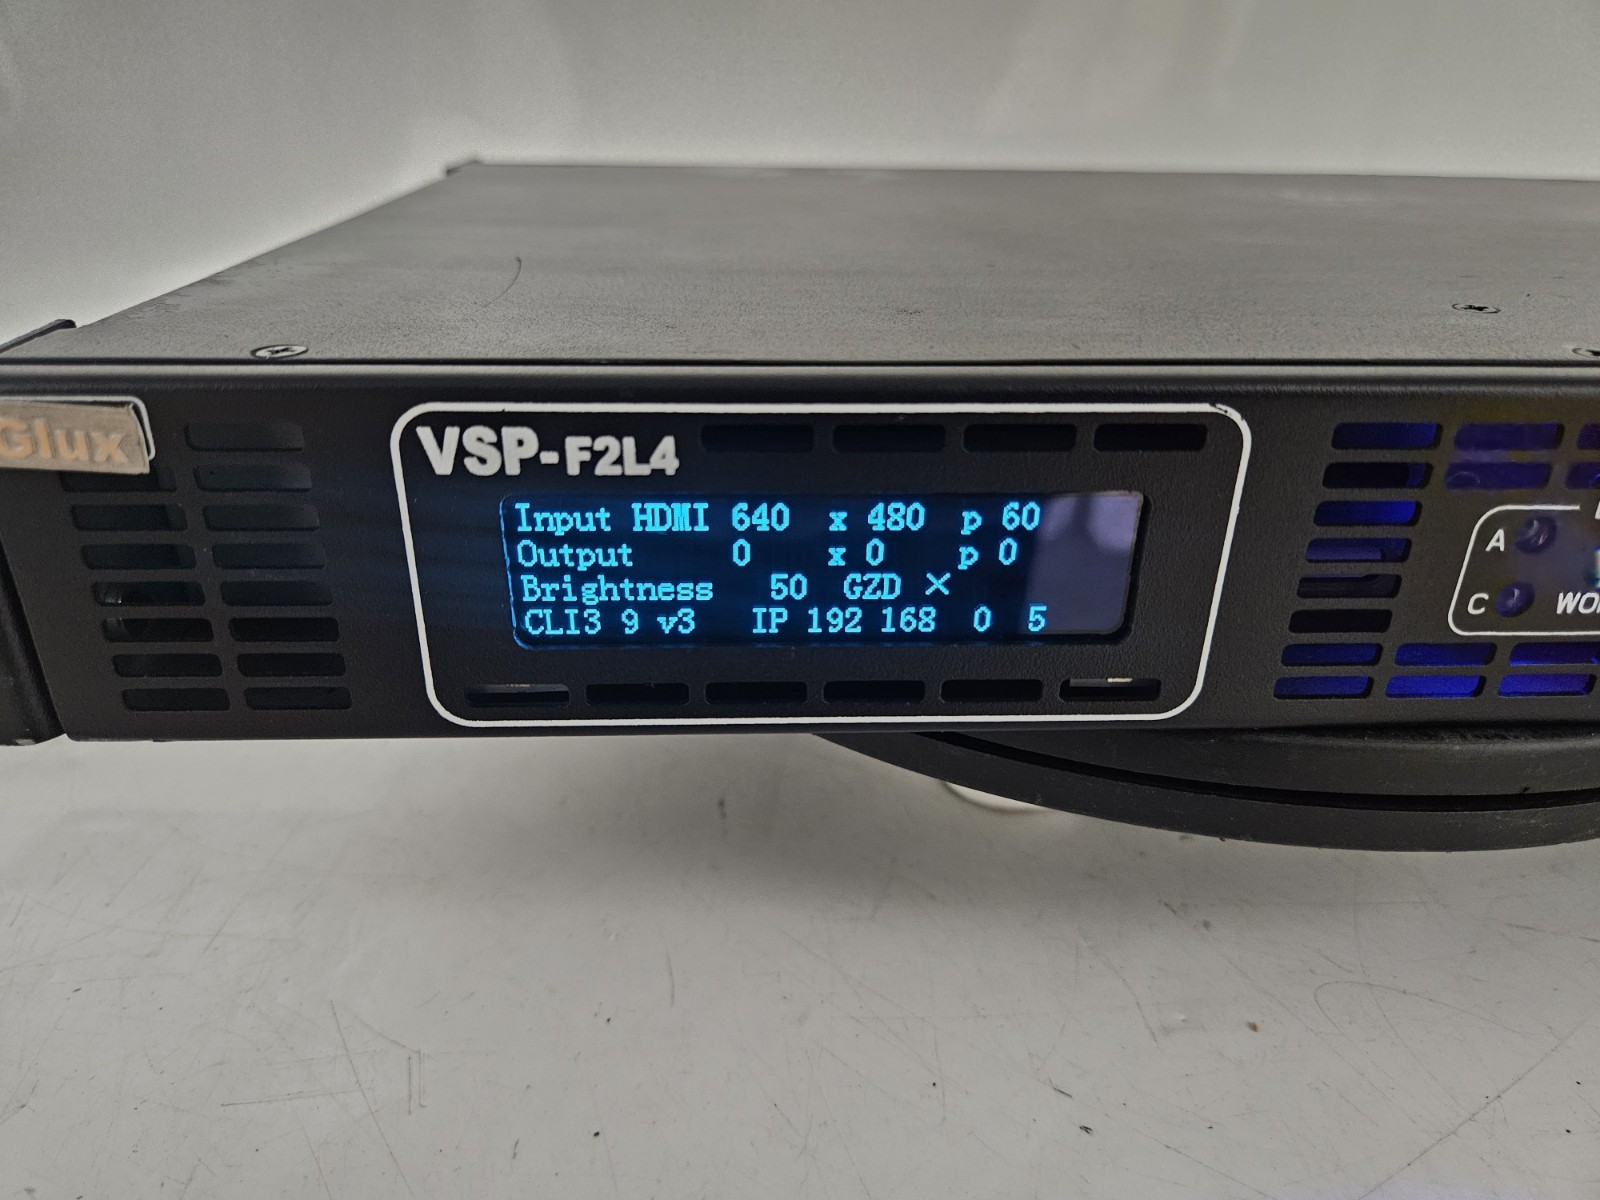 Glux
VSP-F2L4
Input HDMI 640 x 480 p 60
Output 0 x 0 p 0
Brightness 50 GZD ×
CLI3 9 v3 IP 192 168 0 5
A
C